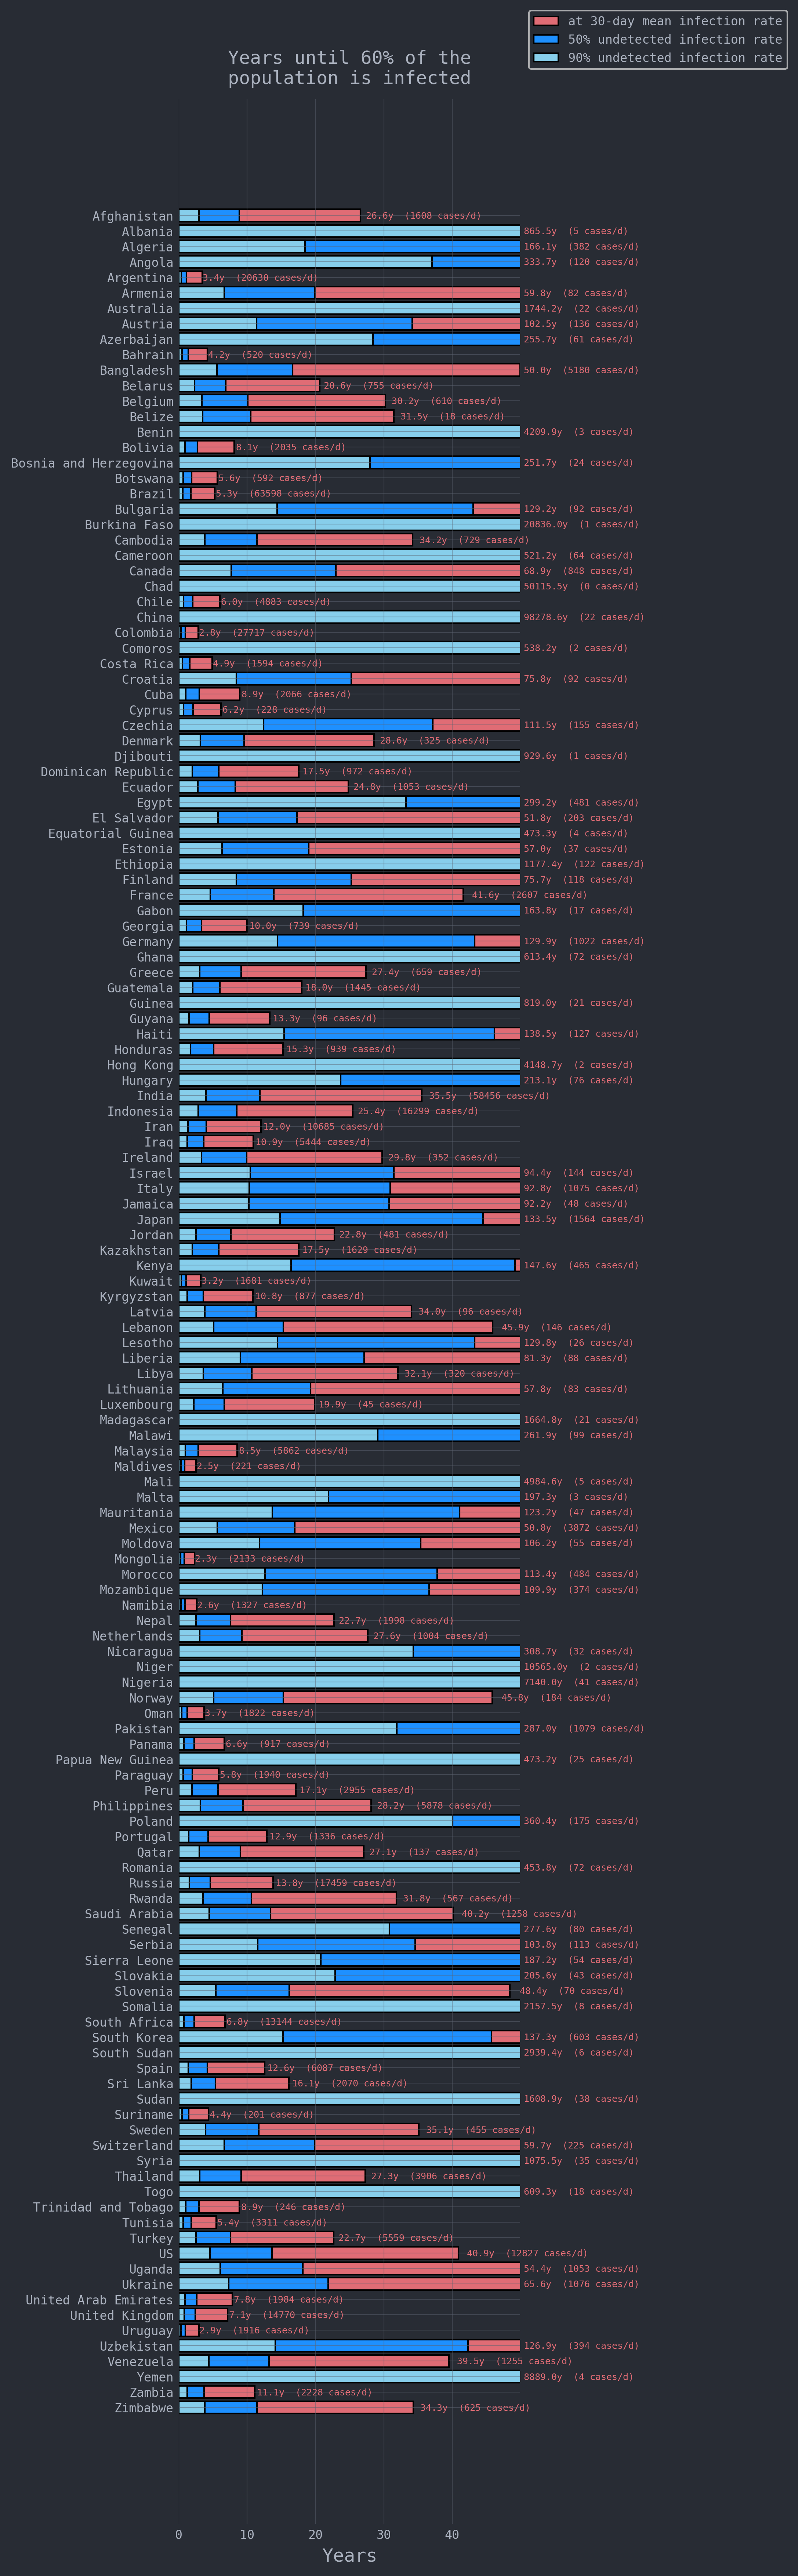 at 30-day mean infection rate
50% undetected infection rate
90% undetected infection rate
Years until 60% of the
population is infected
Afghanistan 26.6y (1608 cases/d)
Albania 865.5y (5 cases/d)
Algeria 166.1y (382 cases/d)
Angola 333.7y (120 cases/d)
Argentina 3.4y (20630 cases/d)
Armenia 59.8y (82 cases/d)
Australia 1744.2y (22 cases/d)
Austria 102.5y (136 cases/d)
Azerbaijan 255.7y (61 cases/d)
Bahrain 4.2y (520 cases/d)
Bangladesh 50.0y (5180 cases/d)
Belarus 20.6y (755 cases/d)
Belgium 30.2y (610 cases/d)
Belize 31.5y (18 cases/d)
Benin 4209.9y (3 cases/d)
Bolivia 8.1y (2035 cases/d)
Bosnia and Herzegovina 251.7y (24 cases/d)
Botswana 5.6y (592 cases/d)
Brazil 5.3y (63598 cases/d)
Bulgaria 129.2y (92 cases/d)
Burkina Faso 20836.0y (1 cases/d)
Cambodia 34.2y (729 cases/d)
Cameroon 521.2y (64 cases/d)
Canada 68.9y (848 cases/d)
Chad 50115.5y (0 cases/d)
Chile 6.0y (4883 cases/d)
China 98278.6y (22 cases/d)
Colombia 2.8y (27717 cases/d)
Comoros 538.2y (2 cases/d)
Costa Rica 4.9y (1594 cases/d)
Croatia 75.8y (92 cases/d)
Cuba 8.9y (2066 cases/d)
Cyprus 6.2y (228 cases/d)
Czechia 111.5y (155 cases/d)
Denmark 28.6y (325 cases/d)
Djibouti 929.6y (1 cases/d)
Dominican Republic 17.5y (972 cases/d)
Ecuador 24.8y (1053 cases/d)
Egypt 299.2y (481 cases/d)
El Salvador 51.8y (203 cases/d)
Equatorial Guinea 473.3y (4 cases/d)
Estonia 57.0y (37 cases/d)
Ethiopia 1177.4y (122 cases/d)
Finland 75.7y (118 cases/d)
France 41.6y (2607 cases/d)
Gabon 163.8y (17 cases/d)
Georgia 10.0y (739 cases/d)
Germany 129.9y (1022 cases/d)
Ghana 613.4y (72 cases/d)
Greece 27.4y (659 cases/d)
Guatemala 18.0y (1445 cases/d)
Guinea 819.0y (21 cases/d)
Guyana 13.3y (96 cases/d)
Haiti 138.5y (127 cases/d)
Honduras 15.3y (939 cases/d)
Hong Kong 4148.7y (2 cases/d)
Hungary 213.1y (76 cases/d)
India 35.5y (58456 cases/d)
Indonesia 25.4y (16299 cases/d)
Iran 12.0y (10685 cases/d)
Iraq 10.9y (5444 cases/d)
Ireland 29.8y (352 cases/d)
Israel 94.4y (144 cases/d)
Italy 92.8y (1075 cases/d)
Jamaica 92.2y (48 cases/d)
Japan 133.5y (1564 cases/d)
Jordan 22.8y (481 cases/d)
Kazakhstan 17.5y (1629 cases/d)
Kenya 147.6y (465 cases/d)
Kuwait 3.2y (1681 cases/d)
Kyrgyzstan 10.8y (877 cases/d)
Latvia 34.0y (96 cases/d)
Lebanon 45.9y (146 cases/d)
Lesotho 129.8y (26 cases/d)
Liberia 81.3y (88 cases/d)
Libya 32.1y (320 cases/d)
Lithuania 57.8y (83 cases/d)
Luxembourg 19.9y (45 cases/d)
Madagascar 1664.8y (21 cases/d)
Malawi 261.9y (99 cases/d)
Malaysia 8.5y (5862 cases/d)
Maldives 2.5y (221 cases/d)
Mali 4984.6y (5 cases/d)
Malta 197.3y (3 cases/d)
Mauritania 123.2y (47 cases/d)
Mexico 50.8y (3872 cases/d)
Moldova 106.2y (55 cases/d)
Mongolia 2.3y (2133 cases/d)
Morocco 113.4y (484 cases/d)
Mozambique 109.9y (374 cases/d)
Namibia 2.6y (1327 cases/d)
Nepal 22.7y (1998 cases/d)
Netherlands 27.6y (1004 cases/d)
Nicaragua 308.7y (32 cases/d)
Niger 10565.0y (2 cases/d)
Nigeria 7140.0y (41 cases/d)
Norway 45.8y (184 cases/d)
Oman 3.7y (1822 cases/d)
Pakistan 287.0y (1079 cases/d)
Panama 6.6y (917 cases/d)
Papua New Guinea 473.2y (25 cases/d)
Paraguay 5.8y (1940 cases/d)
Peru 17.1y (2955 cases/d)
Philippines 28.2y (5878 cases/d)
Poland 360.4y (175 cases/d)
Portugal 12.9y (1336 cases/d)
Qatar 27.1y (137 cases/d)
Romania 453.8y (72 cases/d)
Russia 13.8y (17459 cases/d)
Rwanda 31.8y (567 cases/d)
Saudi Arabia 40.2y (1258 cases/d)
Senegal 277.6y (80 cases/d)
Serbia 103.8y (113 cases/d)
Sierra Leone 187.2y (54 cases/d)
Slovakia 205.6y (43 cases/d)
Slovenia 48.4y (70 cases/d)
Somalia 2157.5y (8 cases/d)
South Africa 6.8y (13144 cases/d)
South Korea 137.3y (603 cases/d)
South Sudan 2939.4y (6 cases/d)
Spain 12.6y (6087 cases/d)
Sri Lanka 16.1y (2070 cases/d)
Sudan 1608.9y (38 cases/d)
Suriname 4.4y (201 cases/d)
Sweden 35.1y (455 cases/d)
Switzerland 59.7y (225 cases/d)
Syria 1075.5y (35 cases/d)
Thailand 27.3y (3906 cases/d)
Togo 609.3y (18 cases/d)
Trinidad and Tobago 8.9y (246 cases/d)
Tunisia 5.4y (3311 cases/d)
Turkey 22.7y (5559 cases/d)
US 40.9y (12827 cases/d)
Uganda 54.4y (1053 cases/d)
Ukraine 65.6y (1076 cases/d)
United Arab Emirates 7.8y (1984 cases/d)
United Kingdom 7.1y (14770 cases/d)
Uruguay 2.9y (1916 cases/d)
Uzbekistan 126.9y (394 cases/d)
Venezuela 39.5y (1255 cases/d)
Yemen 8889.0y (4 cases/d)
Zambia 11.1y (2228 cases/d)
Zimbabwe 34.3y (625 cases/d)
0 10 20 30 40
Years